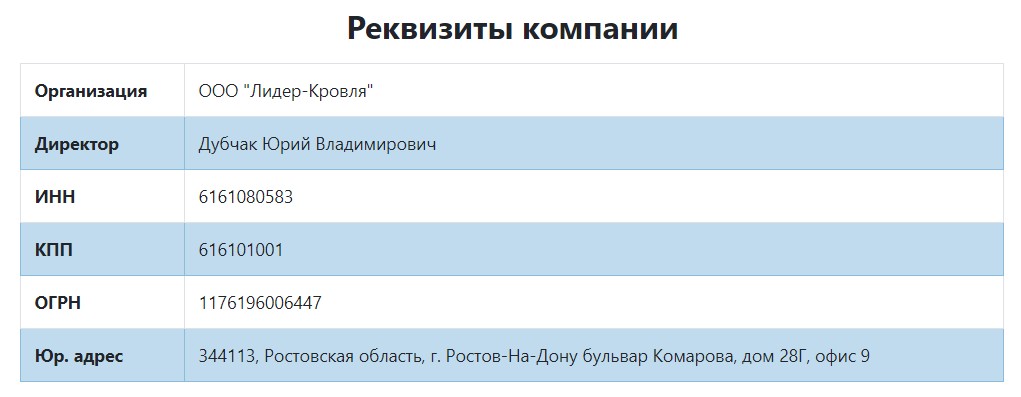 Реквизиты компании
Организация ООО "Лидер-Кровля"
Директор Дубчак Юрий Владимирович
ИНН 6161080583
КПП 616101001
ОГРН 1176196006447
Юр. адрес 344113, Ростовская область, г. Ростов-На-Дону бульвар Комарова, дом 28Г, офис 9